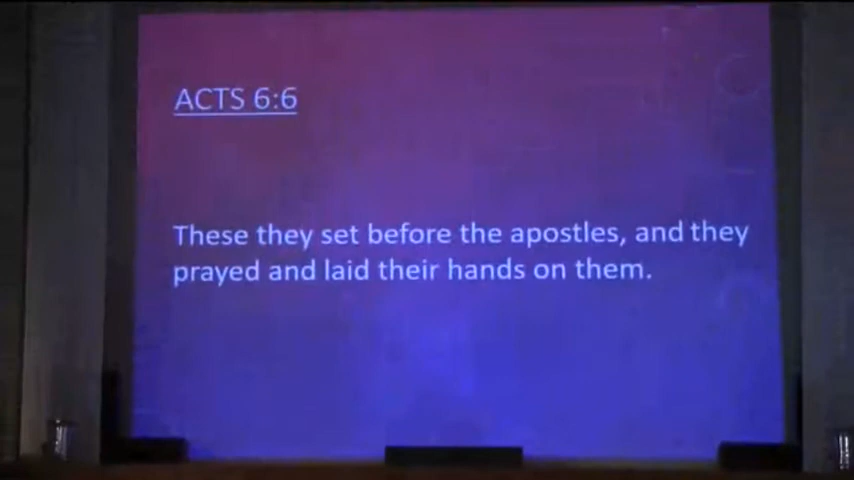 ACTS 6:6
These they set before the apostles, and they
prayed and laid their hands on them.